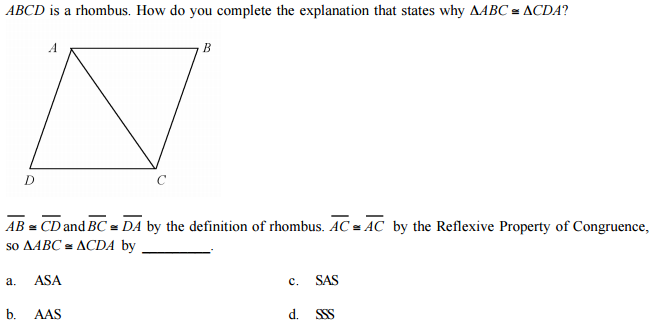 ABCD is a rhombus. How do you complete the explanation that states why ΔABC ≅ ΔCDA?
A B
D C
AB ≅ CD and BC ≅ DA by the definition of rhombus. AC ≅ AC by the Reflexive Property of Congruence,
so ΔABC ≅ ΔCDA by __________.
a. ASA c. SAS
b. AAS d. SSS